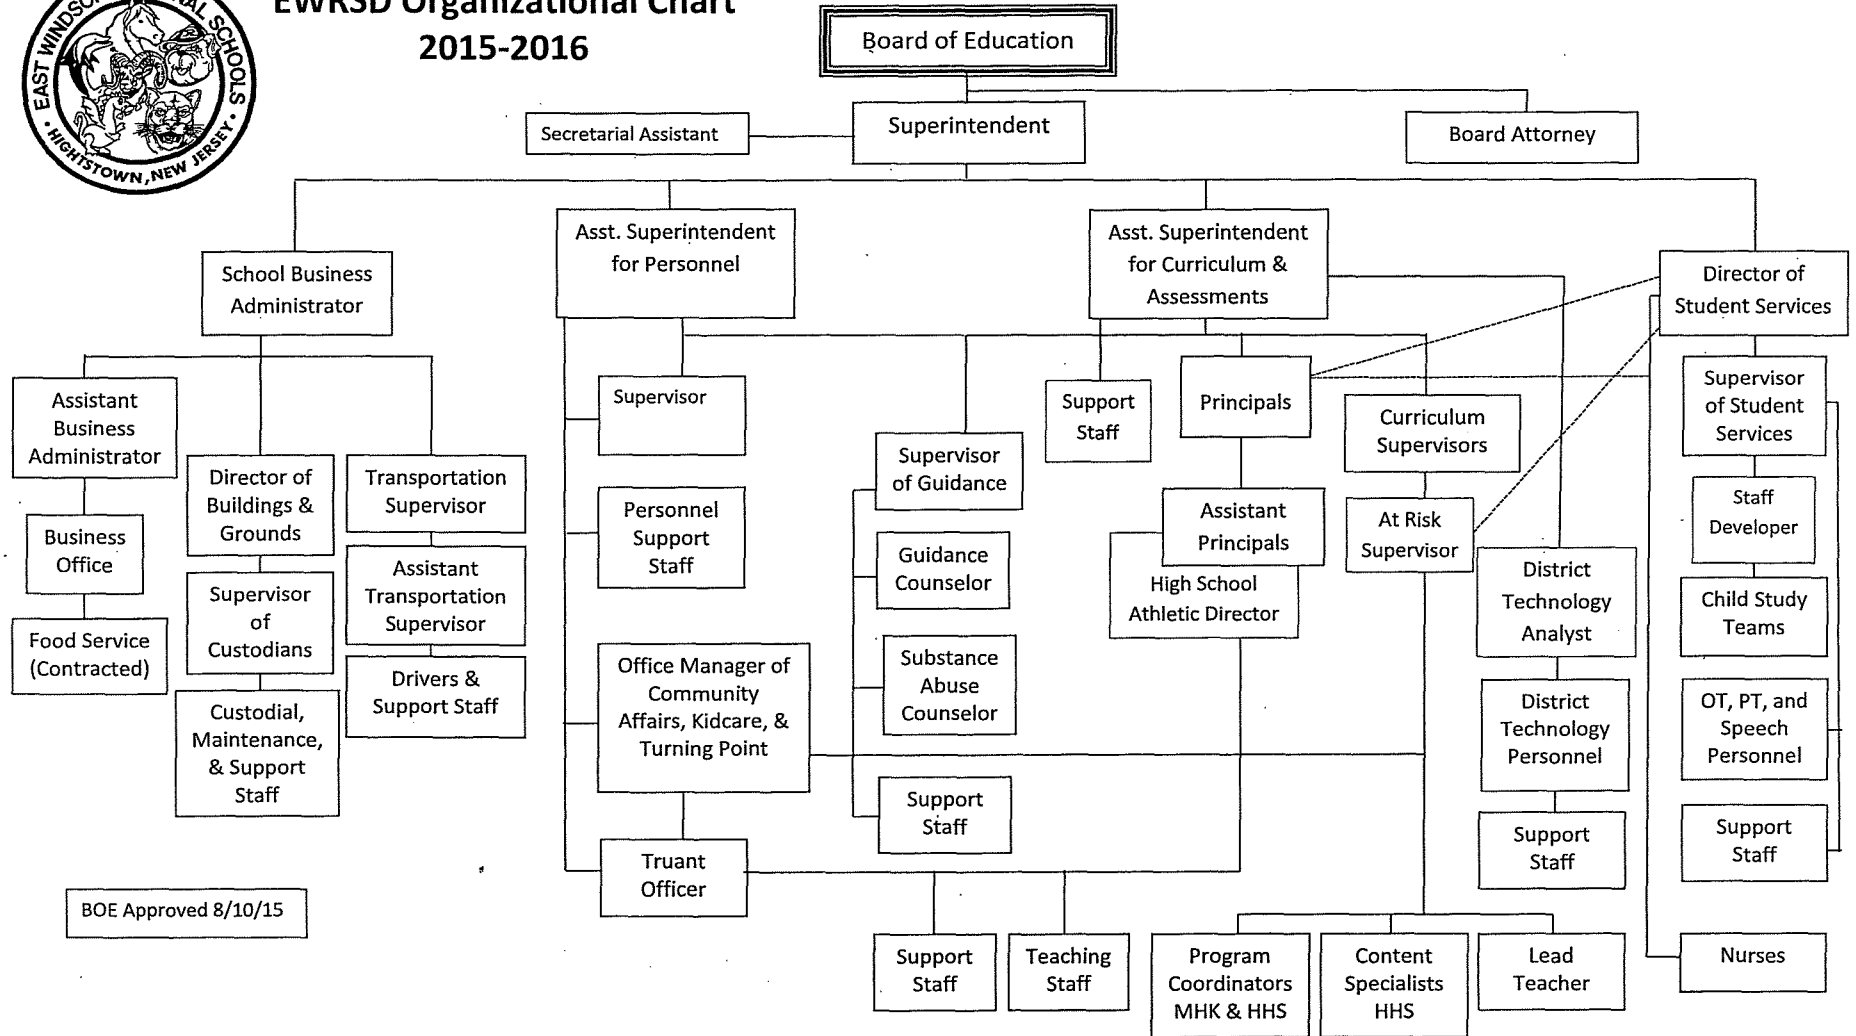 EWRSD Organizational Chart
2015-2016
EAST WINDSOR REGIONAL SCHOOLS
• HIGHTSTOWN, NEW JERSEY •
Board of Education
Secretarial Assistant
Superintendent
Board Attorney
School Business
Administrator
Asst. Superintendent
for Personnel
Asst. Superintendent
for Curriculum &
Assessments
Director of
Student Services
Assistant
Business
Administrator
Business
Office
Food Service
(Contracted)
Director of
Buildings &
Grounds
Supervisor
of
Custodians
Custodial,
Maintenance,
& Support
Staff
Transportation
Supervisor
Assistant
Transportation
Supervisor
Drivers &
Support Staff
Supervisor
Personnel
Support
Staff
Office Manager of
Community
Affairs, Kidcare, &
Turning Point
Truant
Officer
Supervisor
of Guidance
Guidance
Counselor
Substance
Abuse
Counselor
Support
Staff
Support
Staff
Principals
Assistant
Principals
High School
Athletic Director
Curriculum
Supervisors
At Risk
Supervisor
District
Technology
Analyst
District
Technology
Personnel
Support
Staff
Supervisor
of Student
Services
Staff
Developer
Child Study
Teams
OT, PT, and
Speech
Personnel
Support
Staff
Nurses
Support
Staff
Teaching
Staff
Program
Coordinators
MHK & HHS
Content
Specialists
HHS
Lead
Teacher
BOE Approved 8/10/15